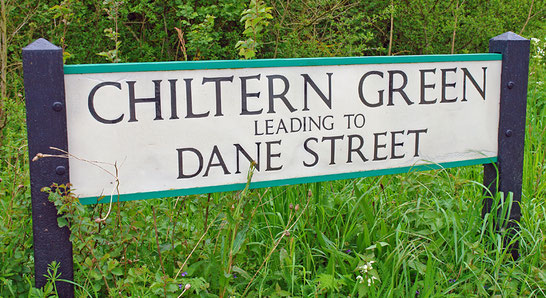 CHILTERN GREEN
LEADING TO
DANE STREET